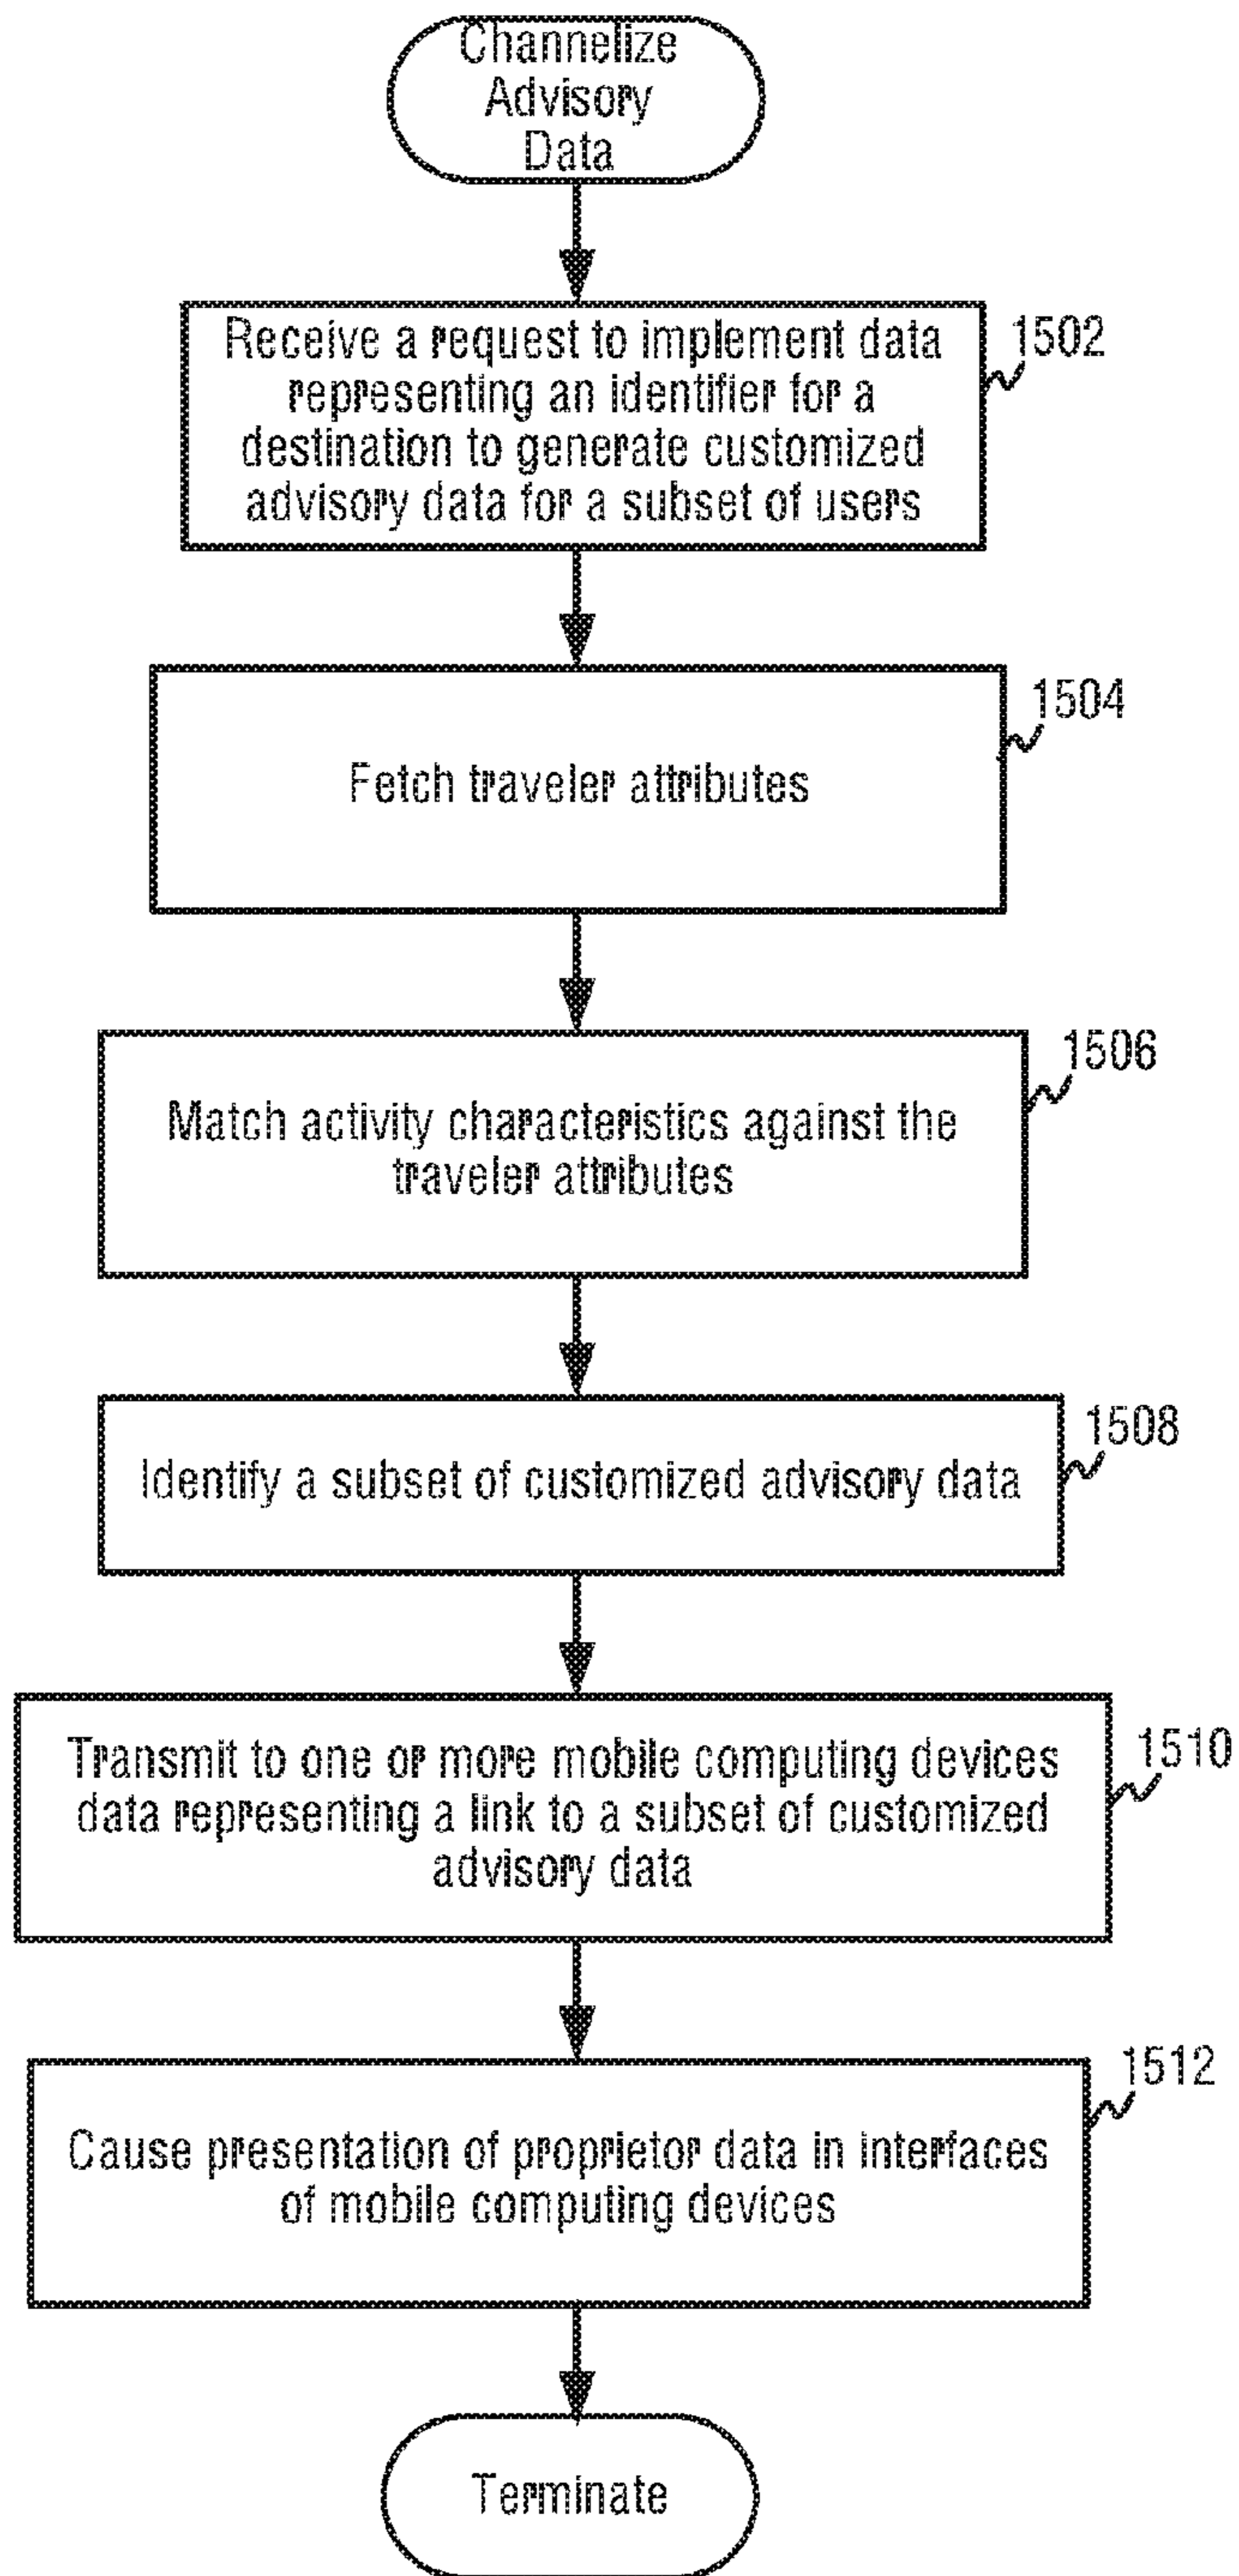 Channelize
Advisory
Data
Receive a request to implement data
representing an identifier for a
destination to generate customized
advisory data for a subset of users
1502
Fetch traveler attributes
1504
Match activity characteristics against the
traveler attributes
1506
Identify a subset of customized advisory data
1508
Transmit to one or more mobile computing devices
data representing a link to a subset of customized
advisory data
1510
Cause presentation of proprietor data in interfaces
of mobile computing devices
1512
Terminate